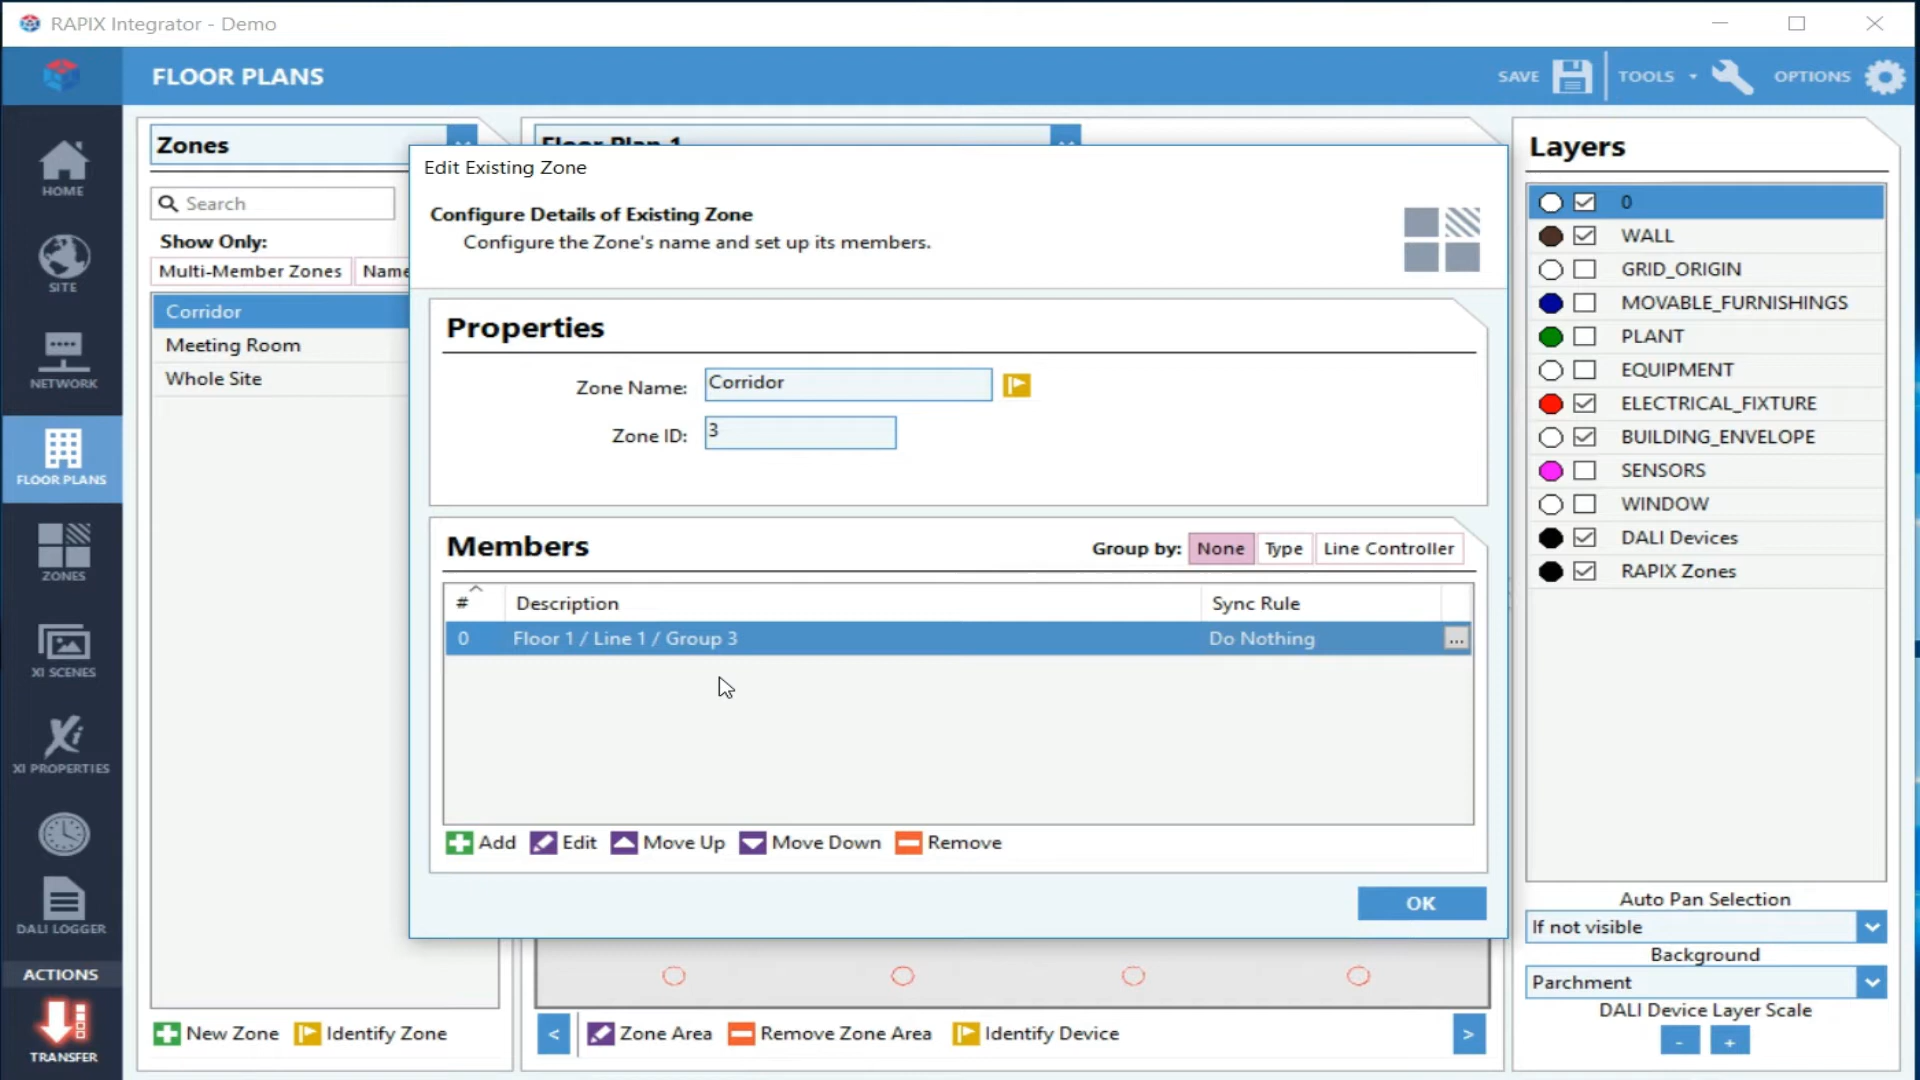 RAPIX Integrator - Demo
FLOOR PLANS
SAVE
TOOLS
OPTIONS
HOME
SITE
NETWORK
FLOOR PLANS
ZONES
XI SCENES
XI PROPERTIES
DALI LOGGER
ACTIONS
TRANSFER
Zones
Search
Show Only:
Multi-Member Zones
Name
Corridor
Meeting Room
Whole Site
New Zone
Identify Zone
Floor Plan 1
Edit Existing Zone
Configure Details of Existing Zone
Configure the Zone's name and set up its members.
Properties
Zone Name: Corridor
Zone ID: 3
Members
Group by: None Type Line Controller
# Description Sync Rule
0 Floor 1 / Line 1 / Group 3 Do Nothing ...
Add Edit Move Up Move Down Remove
OK
< Zone Area Remove Zone Area Identify Device >
Layers
0
WALL
GRID_ORIGIN
MOVABLE_FURNISHINGS
PLANT
EQUIPMENT
ELECTRICAL_FIXTURE
BUILDING_ENVELOPE
SENSORS
WINDOW
DALI Devices
RAPIX Zones
Auto Pan Selection
If not visible
Background
Parchment
DALI Device Layer Scale
- +